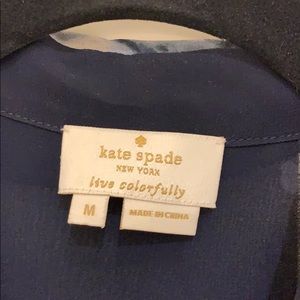 kate spade
NEW YORK
live colorfully
M
MADE IN CHINA